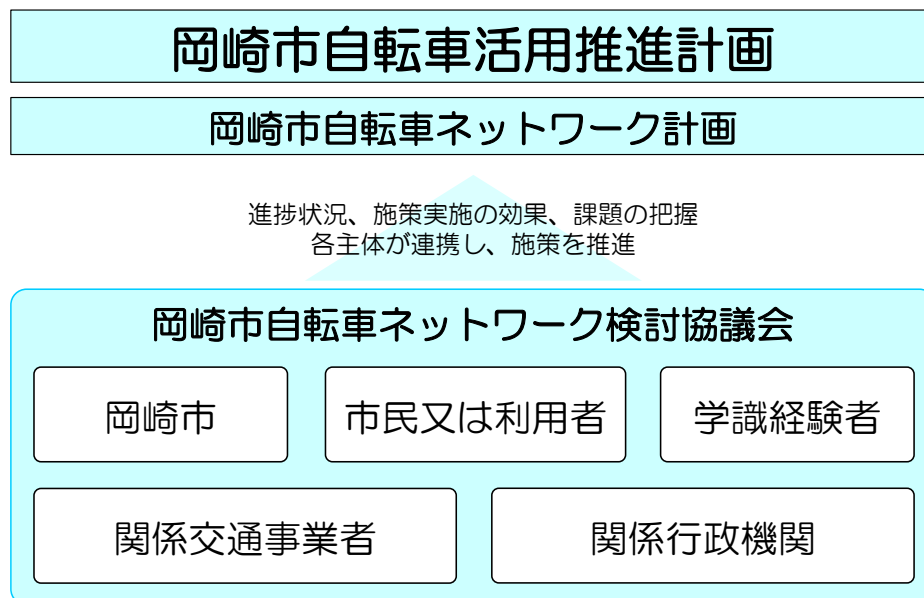 岡崎市自転車活用推進計画
岡崎市自転車ネットワーク計画
進捗状況、施策実施の効果、課題の把握
各主体が連携し、施策を推進
岡崎市自転車ネットワーク検討協議会
岡崎市
市民又は利用者
学識経験者
関係交通事業者
関係行政機関